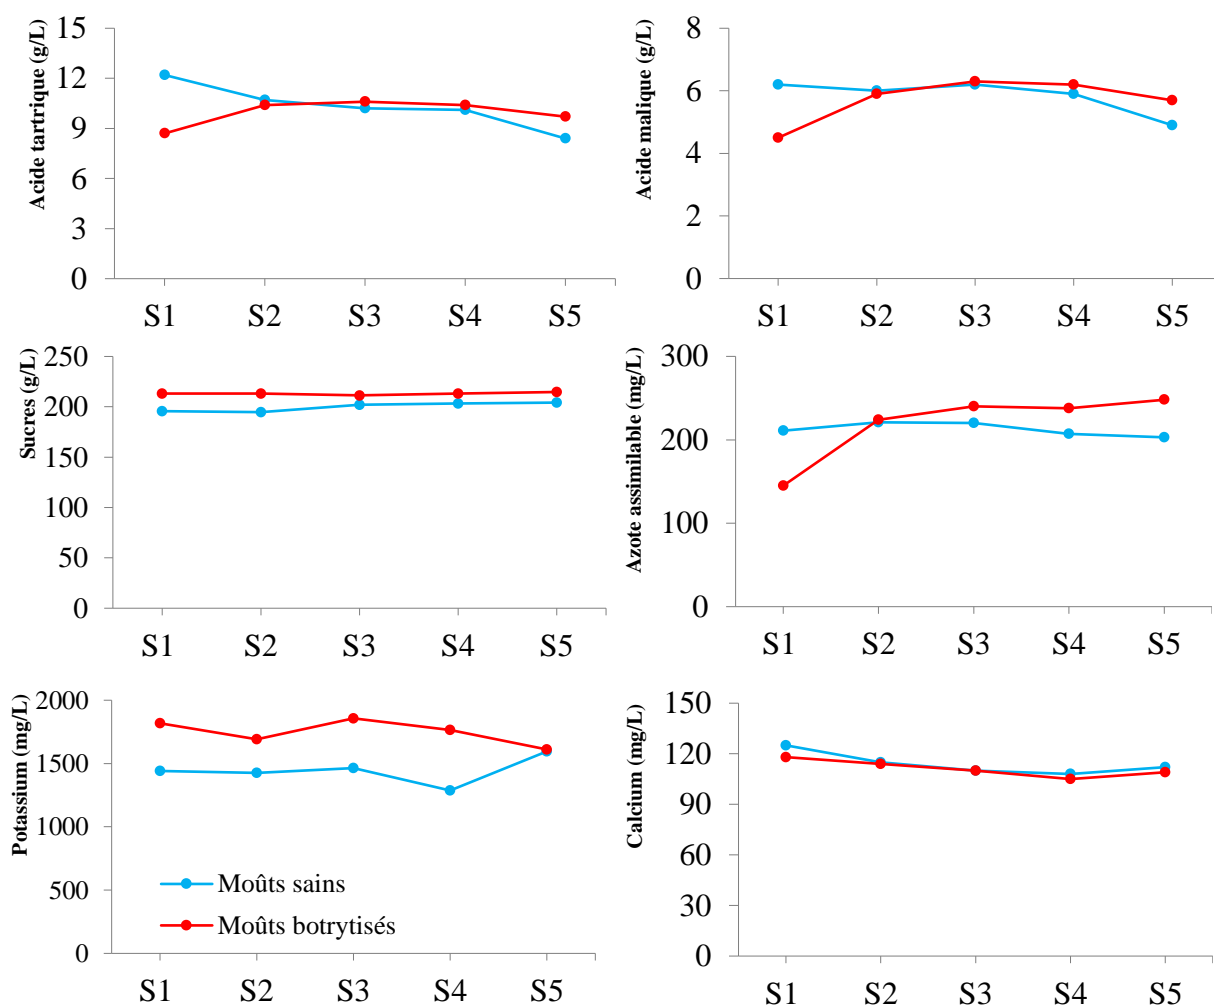 Acide tartrique (g/L)
15
12
9
6
3
0
S1 S2 S3 S4 S5
Acide malique (g/L)
8
6
4
2
0
S1 S2 S3 S4 S5
Sucres (g/L)
250
200
150
100
50
0
S1 S2 S3 S4 S5
Azote assimilable (mg/L)
300
200
100
0
S1 S2 S3 S4 S5
Potassium (mg/L)
2000
1500
1000
500
0
Moûts sains
Moûts botrytisés
S1 S2 S3 S4 S5
Calcium (mg/L)
150
120
90
60
30
0
S1 S2 S3 S4 S5